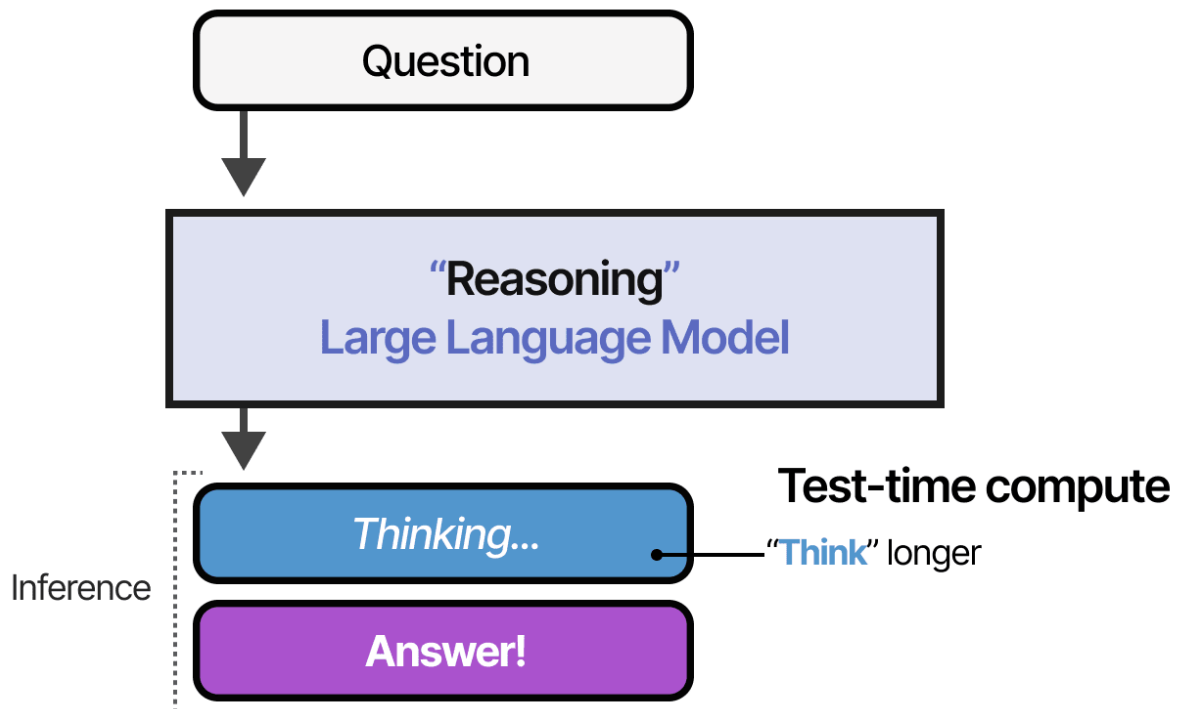 Question
“Reasoning”
Large Language Model
Test-time compute
Thinking...
“Think” longer
Inference
Answer!